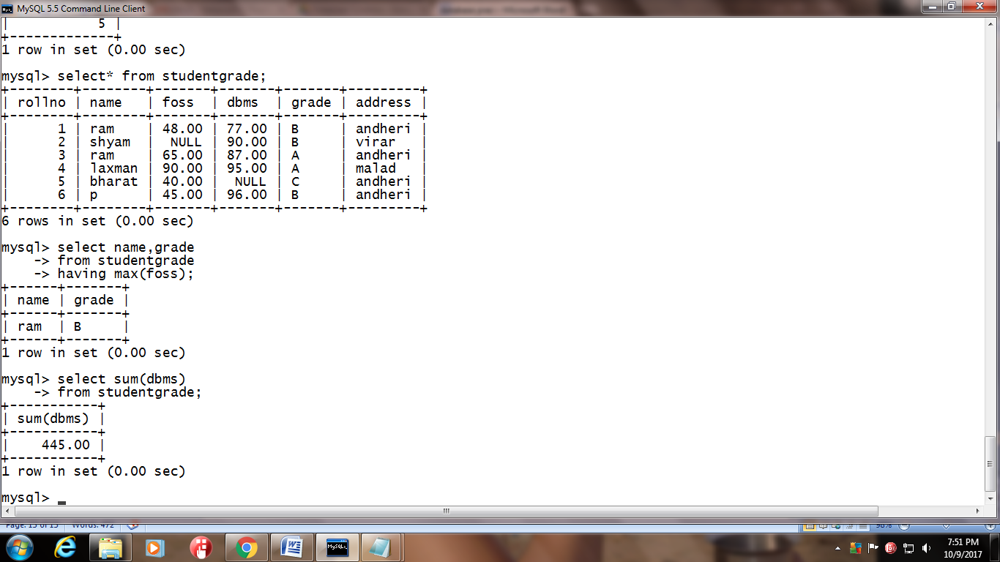 MySQL 5.5 Command Line Client
|           5 |
+-------------+
1 row in set (0.00 sec)
mysql> select* from studentgrade;
+--------+--------+-------+-------+-------+---------+
| rollno | name   | foss  | dbms  | grade | address |
+--------+--------+-------+-------+-------+---------+
|      1 | ram    | 48.00 | 77.00 | B     | andheri |
|      2 | shyam  |  NULL | 90.00 | B     | virar   |
|      3 | ram    | 65.00 | 87.00 | A     | andheri |
|      4 | laxman | 90.00 | 95.00 | A     | malad   |
|      5 | bharat | 40.00 |  NULL | C     | andheri |
|      6 | p      | 45.00 | 96.00 | B     | andheri |
+--------+--------+-------+-------+-------+---------+
6 rows in set (0.00 sec)
mysql> select name,grade
    -> from studentgrade
    -> having max(foss);
+------+-------+
| name | grade |
+------+-------+
| ram  | B     |
+------+-------+
1 row in set (0.00 sec)
mysql> select sum(dbms)
    -> from studentgrade;
+-----------+
| sum(dbms) |
+-----------+
|    445.00 |
+-----------+
1 row in set (0.00 sec)
mysql>
Page: 15 of 15 Words: 472 98%
7:51 PM
10/9/2017